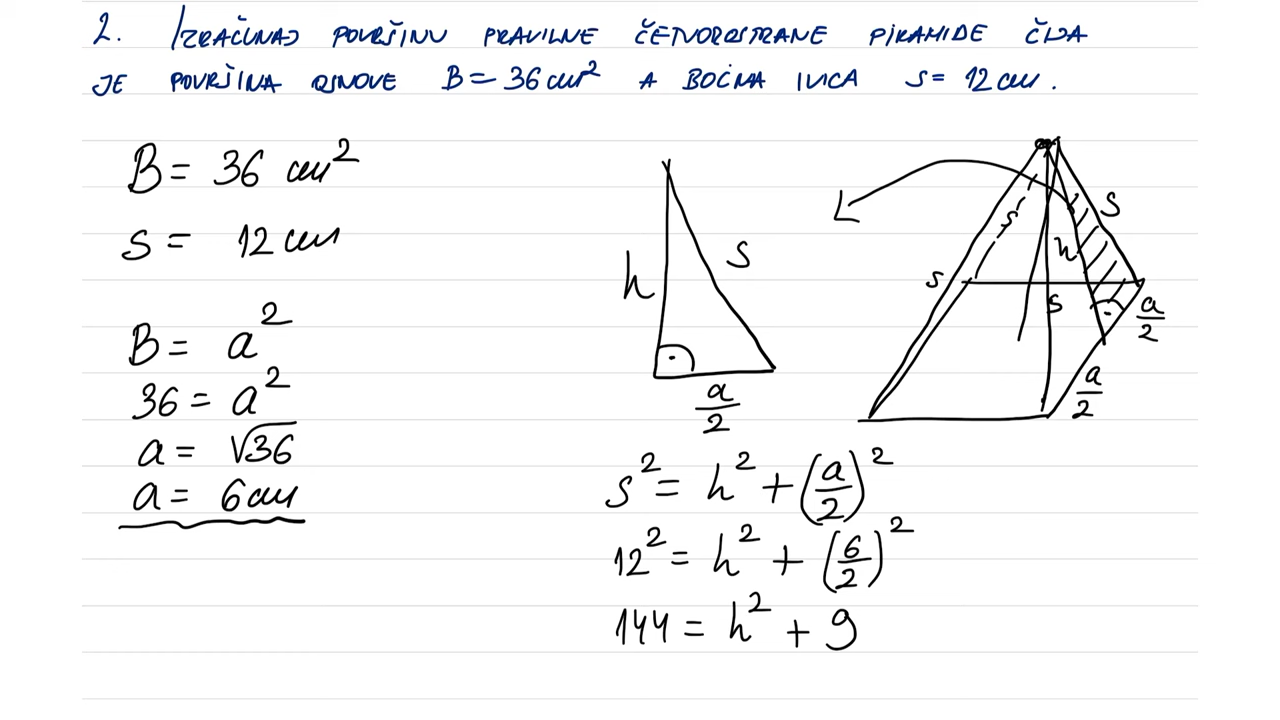 2. IZRAČUNAJ POVRŠINU PRAVILNE ČETVOROSTRANE PIRAMIDE ČIJA
JE POVRŠINA OSNOVE B = 36 cm² A BOČNA IVICA s = 12 cm.
B = 36 cm²
s = 12 cm
B = a²
36 = a²
a = √36
a = 6 cm
h
s
a/2
s
s
s
h
s
a/2
a/2
s² = h² + (a/2)²
12² = h² + (6/2)²
144 = h² + 9